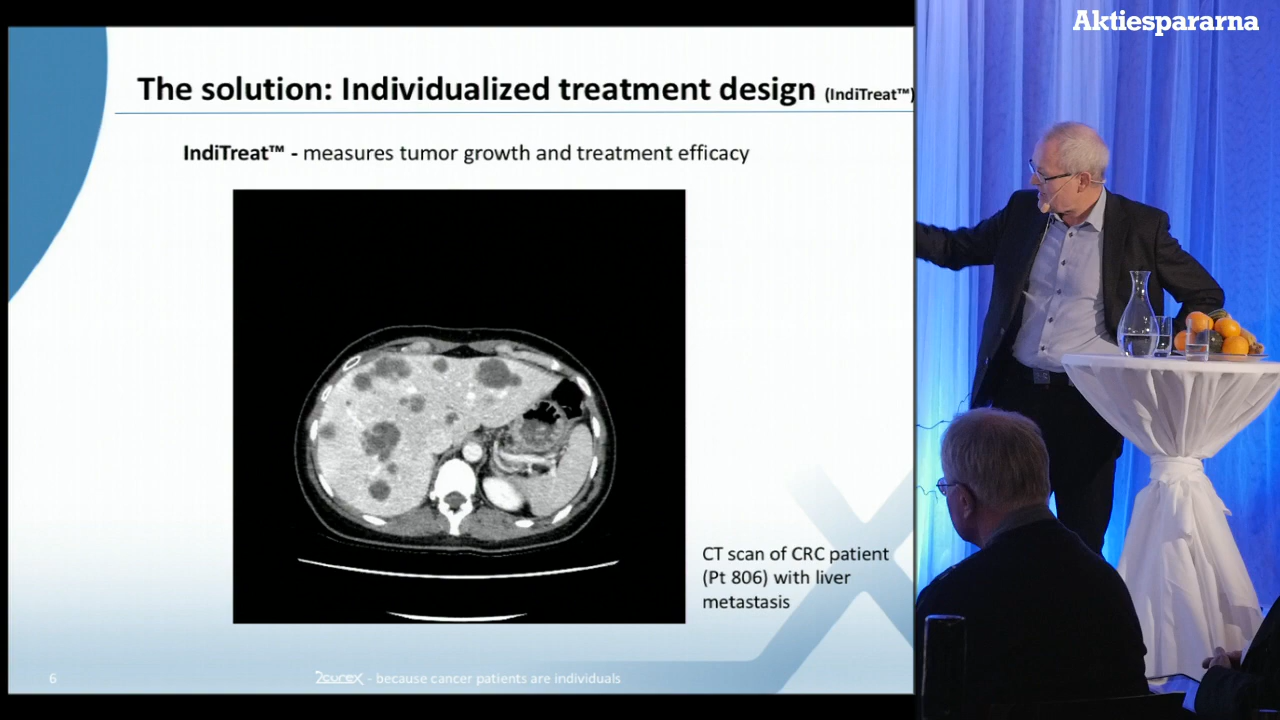 Aktiespararna
The solution: Individualized treatment design (IndiTreat™)
IndiTreat™ - measures tumor growth and treatment efficacy
CT scan of CRC patient
(Pt 806) with liver
metastasis
6
2curex - because cancer patients are individuals